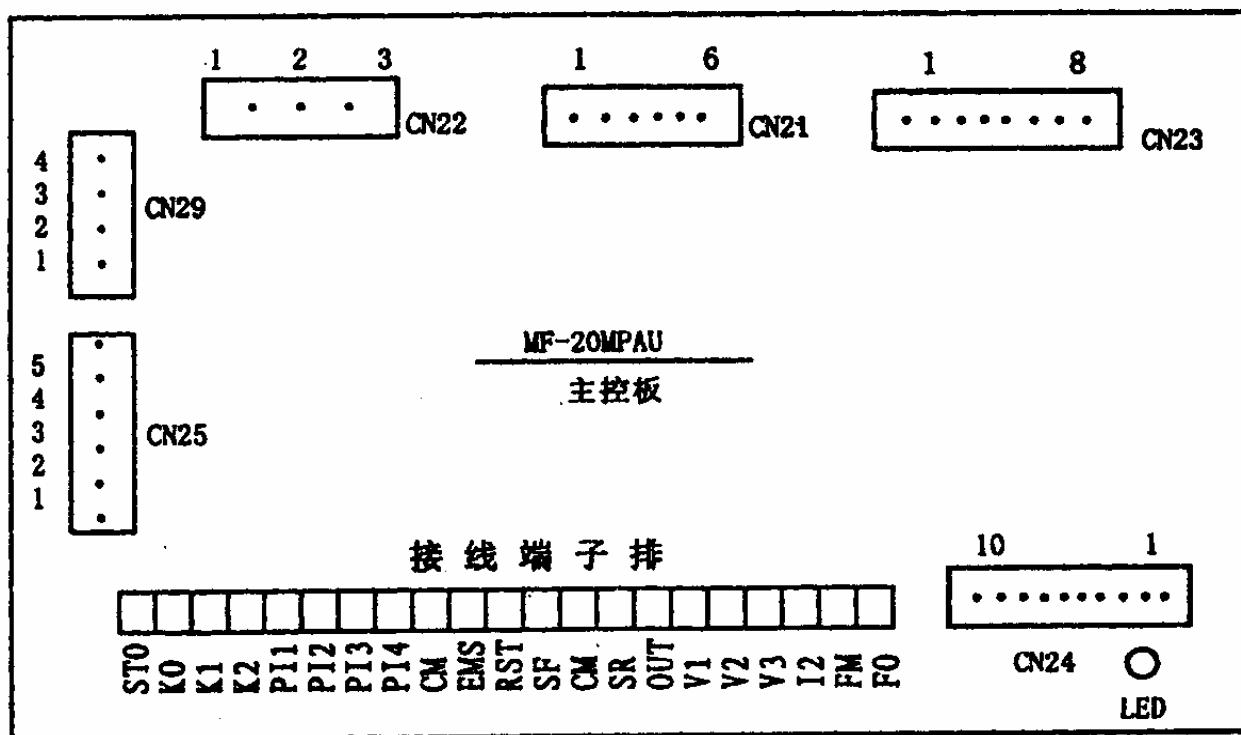 1 2 3
CN22
1 6
CN21
1 8
CN23
4
3
2
1
CN29
MF-20MPAU
主控板
5
4
3
2
1
CN25
接线端子排
10 1
CN24
LED
ST0 K0 K1 K2 PI1 PI2 PI3 PI4 CM EMS RST SF CM SR OUT V1 V2 V3 I2 FM F0